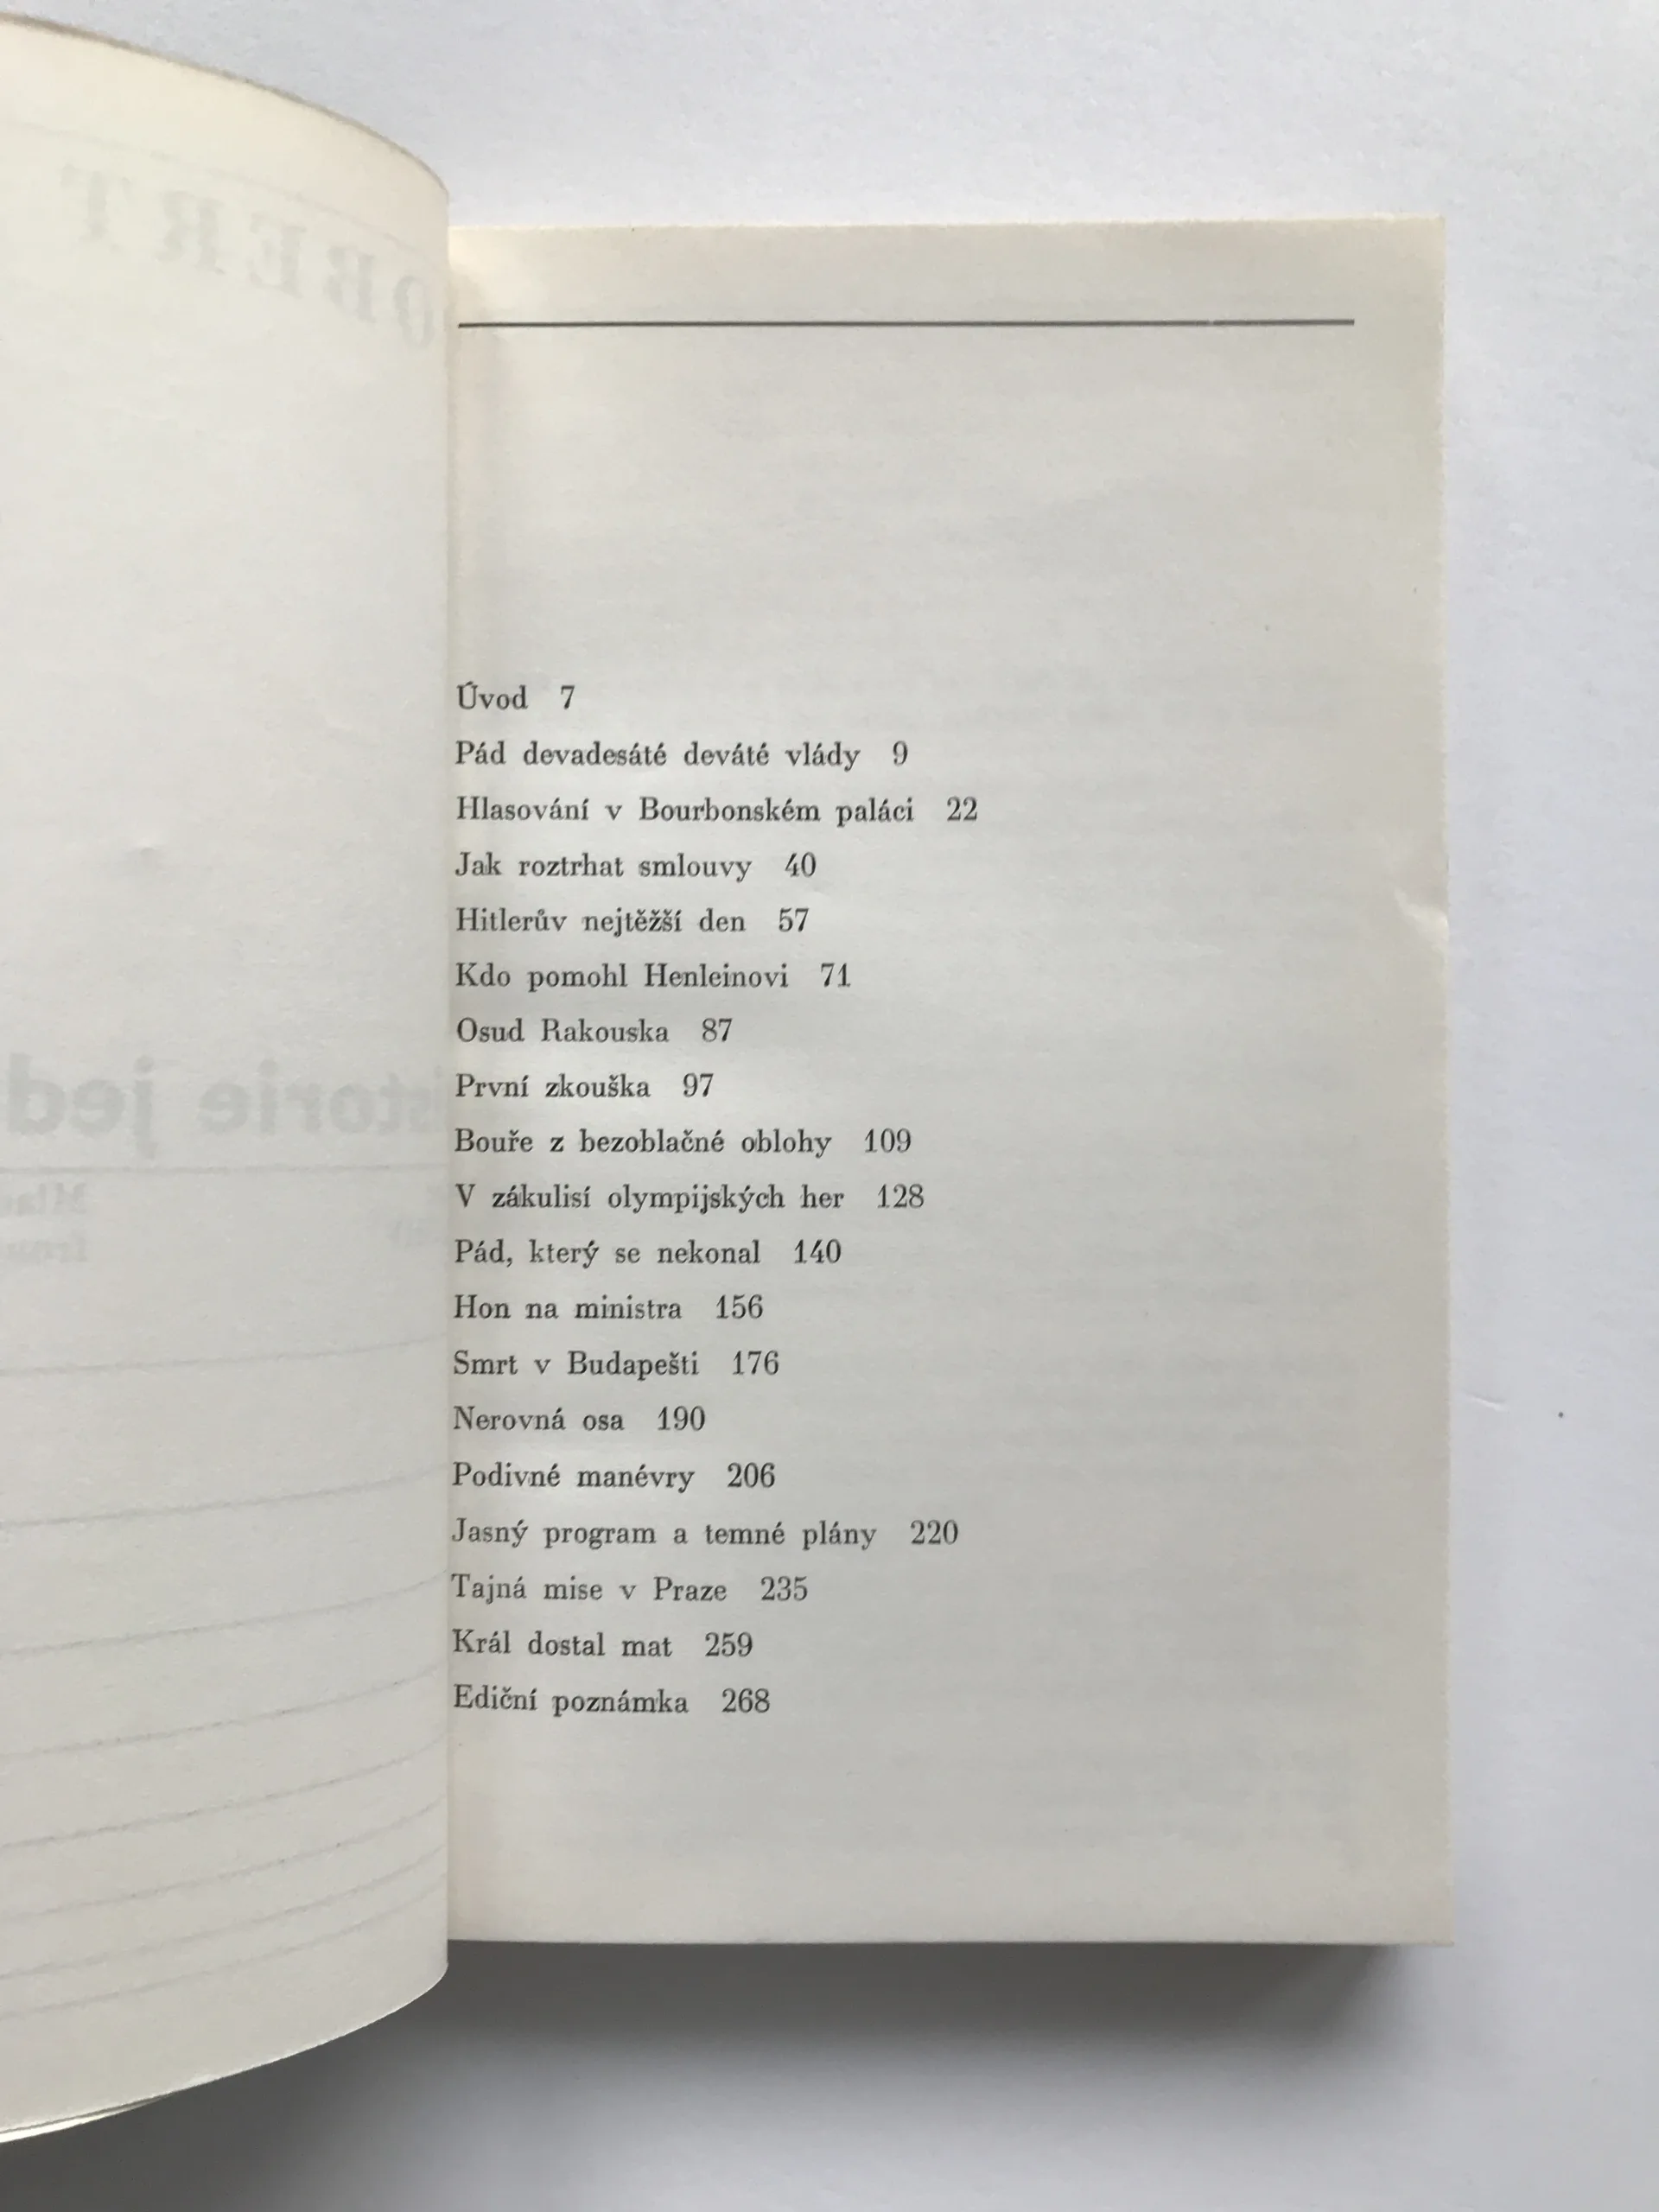 Úvod 7
Pád devadesáté deváté vlády 9
Hlasování v Bourbonském paláci 22
Jak roztrhat smlouvy 40
Hitlerův nejtěžší den 57
Kdo pomohl Henleinovi 71
Osud Rakouska 87
První zkouška 97
Bouře z bezoblačné oblohy 109
V zákulisí olympijských her 128
Pád, který se nekonal 140
Hon na ministra 156
Smrt v Budapešti 176
Nerovná osa 190
Podivné manévry 206
Jasný program a temné plány 220
Tajná mise v Praze 235
Král dostal mat 259
Ediční poznámka 268